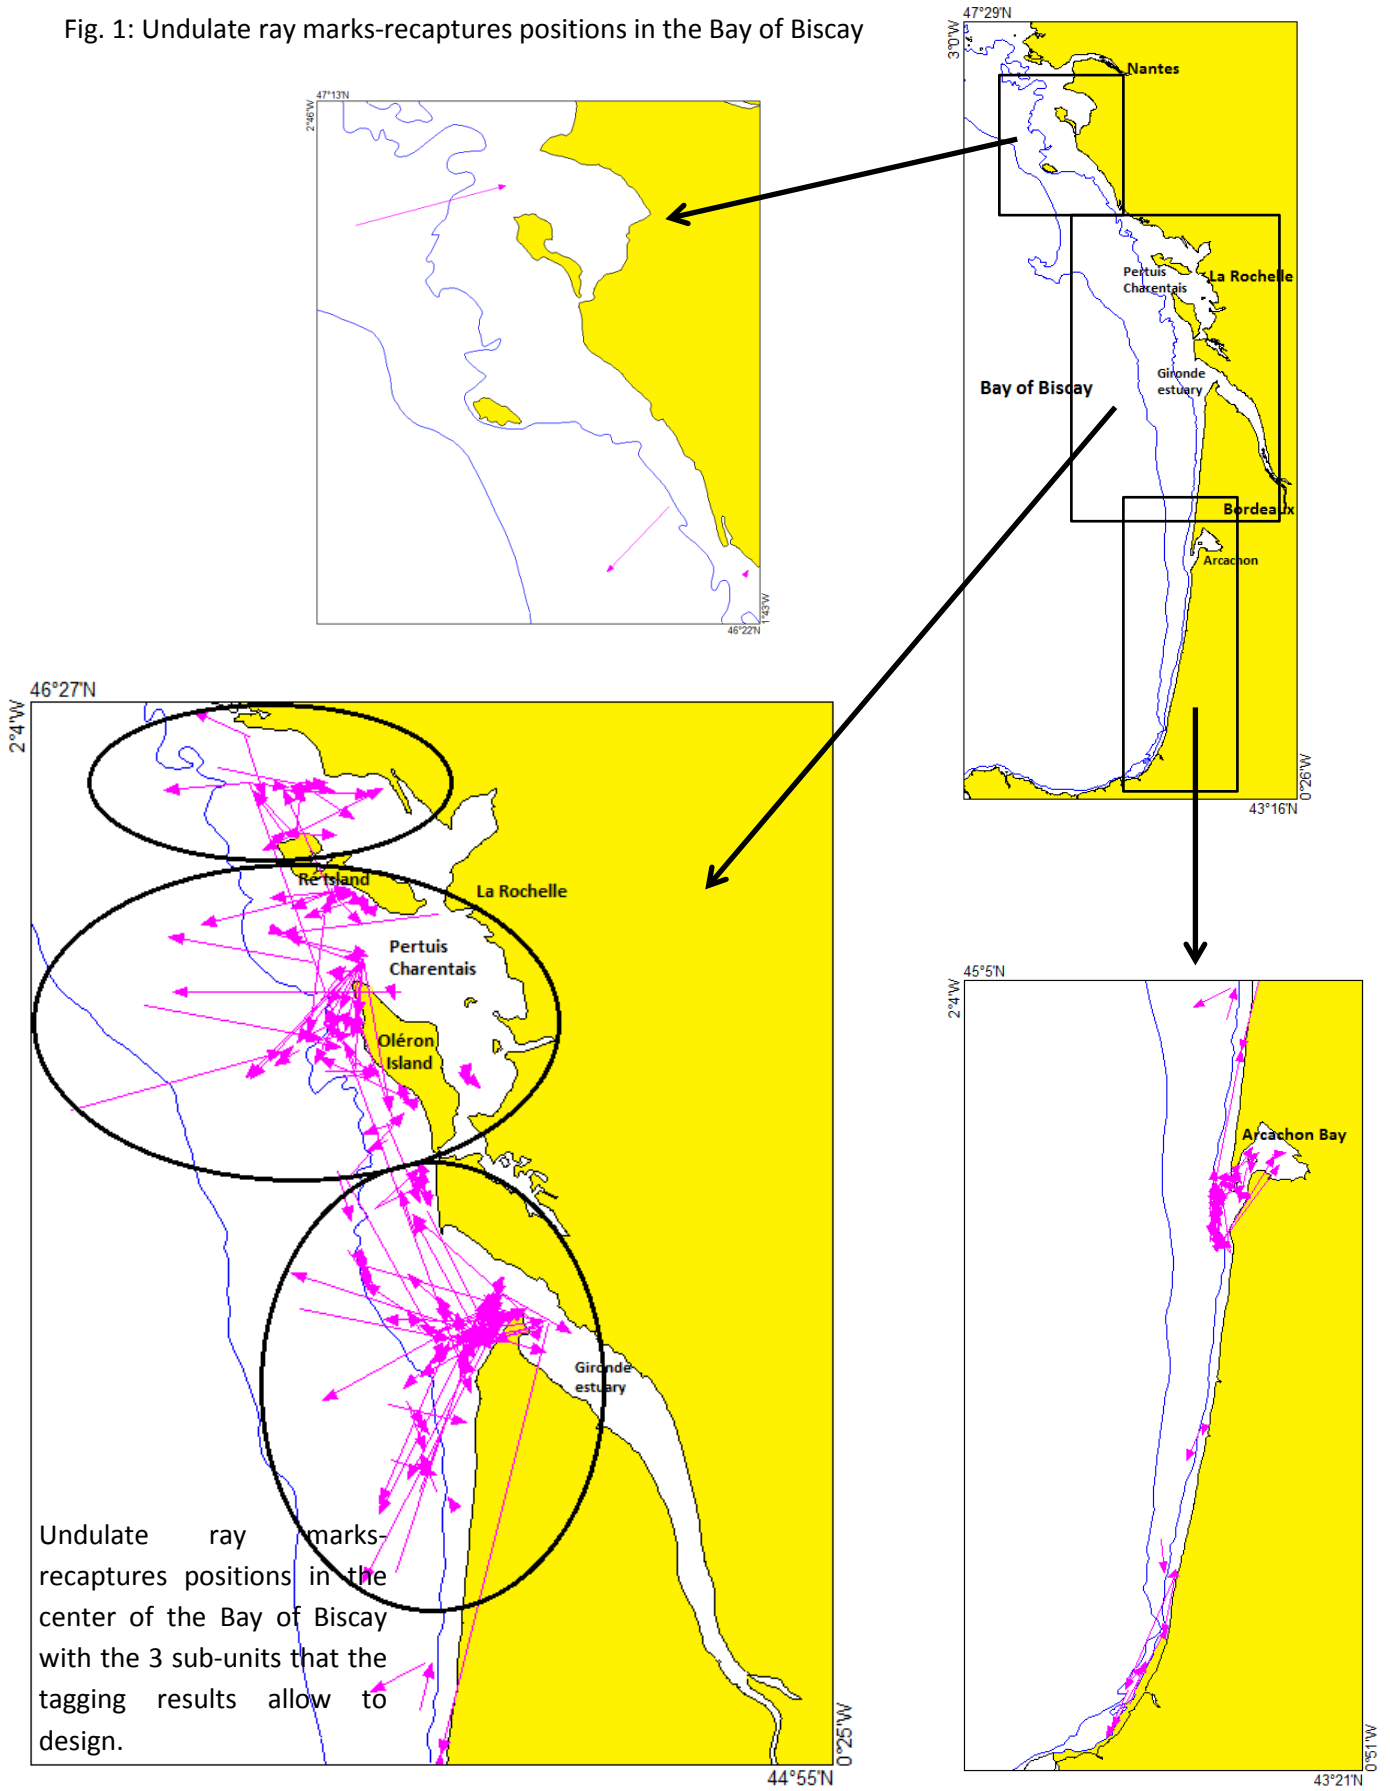 Fig. 1: Undulate ray marks-recaptures positions in the Bay of Biscay
47°29'N
3°0'W
Nantes
Pertuis
Charentais
La Rochelle
Gironde
estuary
Bay of Biscay
Bordeaux
Arcachon
0°26'W
43°16'N
47°13'N
2°46'W
1°43'W
46°22'N
46°27'N
2°4'W
Ré Island
La Rochelle
Pertuis
Charentais
Oléron
Island
Gironde
estuary
Undulate ray marks-
recaptures positions in the
center of the Bay of Biscay
with the 3 sub-units that the
tagging results allow to
design.
0°25'W
44°55'N
45°5'N
2°4'W
Arcachon Bay
0°51'W
43°21'N